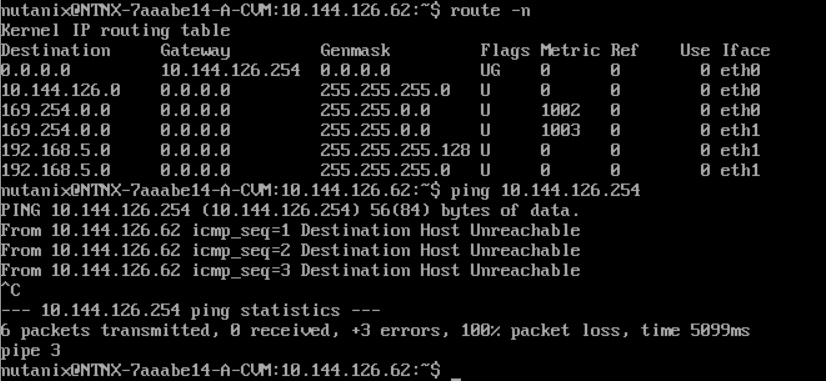 nutanix@NTNX-7aaabe14-A-CVM:10.144.126.62:~$ route -n
Kernel IP routing table
Destination     Gateway         Genmask         Flags Metric Ref    Use Iface
0.0.0.0         10.144.126.254  0.0.0.0         UG    0      0        0 eth0
10.144.126.0    0.0.0.0         255.255.255.0   U     0      0        0 eth0
169.254.0.0     0.0.0.0         255.255.0.0     U     1002   0        0 eth0
169.254.0.0     0.0.0.0         255.255.0.0     U     1003   0        0 eth1
192.168.5.0     0.0.0.0         255.255.255.128 U     0      0        0 eth1
192.168.5.0     0.0.0.0         255.255.255.0   U     0      0        0 eth1
nutanix@NTNX-7aaabe14-A-CVM:10.144.126.62:~$ ping 10.144.126.254
PING 10.144.126.254 (10.144.126.254) 56(84) bytes of data.
From 10.144.126.62 icmp_seq=1 Destination Host Unreachable
From 10.144.126.62 icmp_seq=2 Destination Host Unreachable
From 10.144.126.62 icmp_seq=3 Destination Host Unreachable
^C
--- 10.144.126.254 ping statistics ---
6 packets transmitted, 0 received, +3 errors, 100% packet loss, time 5099ms
pipe 3
nutanix@NTNX-7aaabe14-A-CVM:10.144.126.62:~$